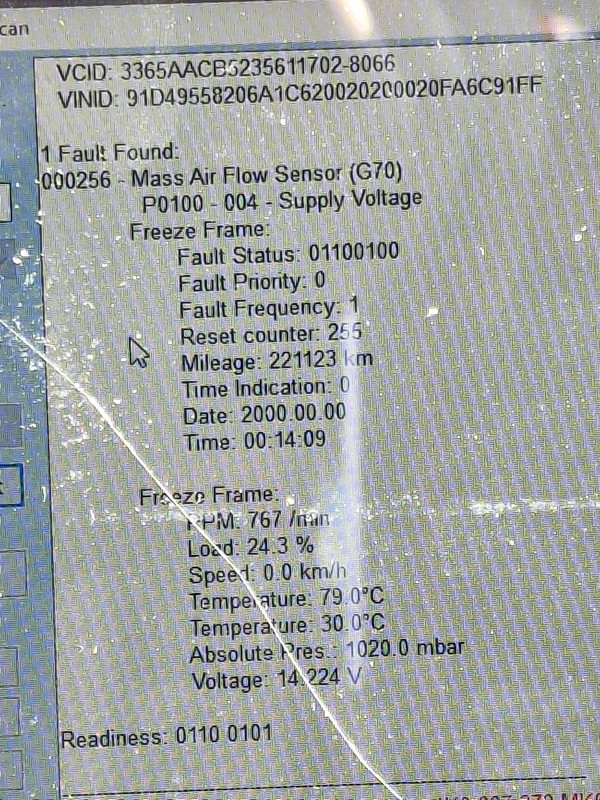 can
VCID: 3365AACB5235611702-8066
VINID: 91D49558206A1C620020200020FA6C91FF
1 Fault Found:
000256 - Mass Air Flow Sensor (G70)
P0100 - 004 - Supply Voltage
Freeze Frame:
Fault Status: 01100100
Fault Priority: 0
Fault Frequency: 1
Reset counter: 255
Mileage: 221123 km
Time Indication: 0
Date: 2000.00.00
Time: 00:14:09
Freeze Frame:
RPM: 767 /min
Load: 24.3 %
Speed: 0.0 km/h
Temperature: 79.0°C
Temperature: 30.0°C
Absolute Pres.: 1020.0 mbar
Voltage: 14.224 V
Readiness: 0110 0101